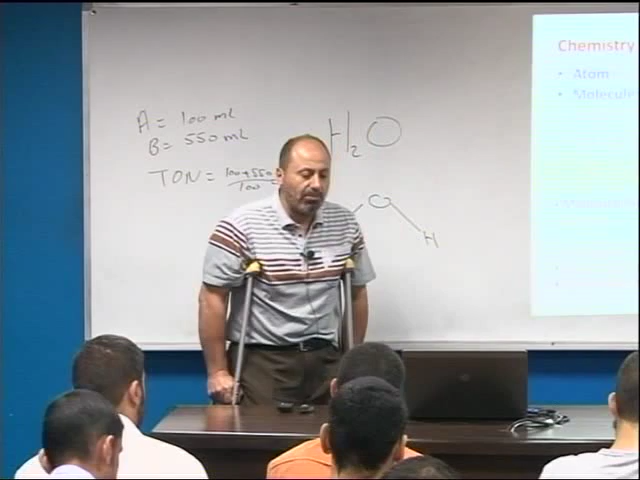 A = 100 ml
B = 550 ml
TON = 100+550
100 =
H2O
O
H
Chemistry
• Atom
• Molecule